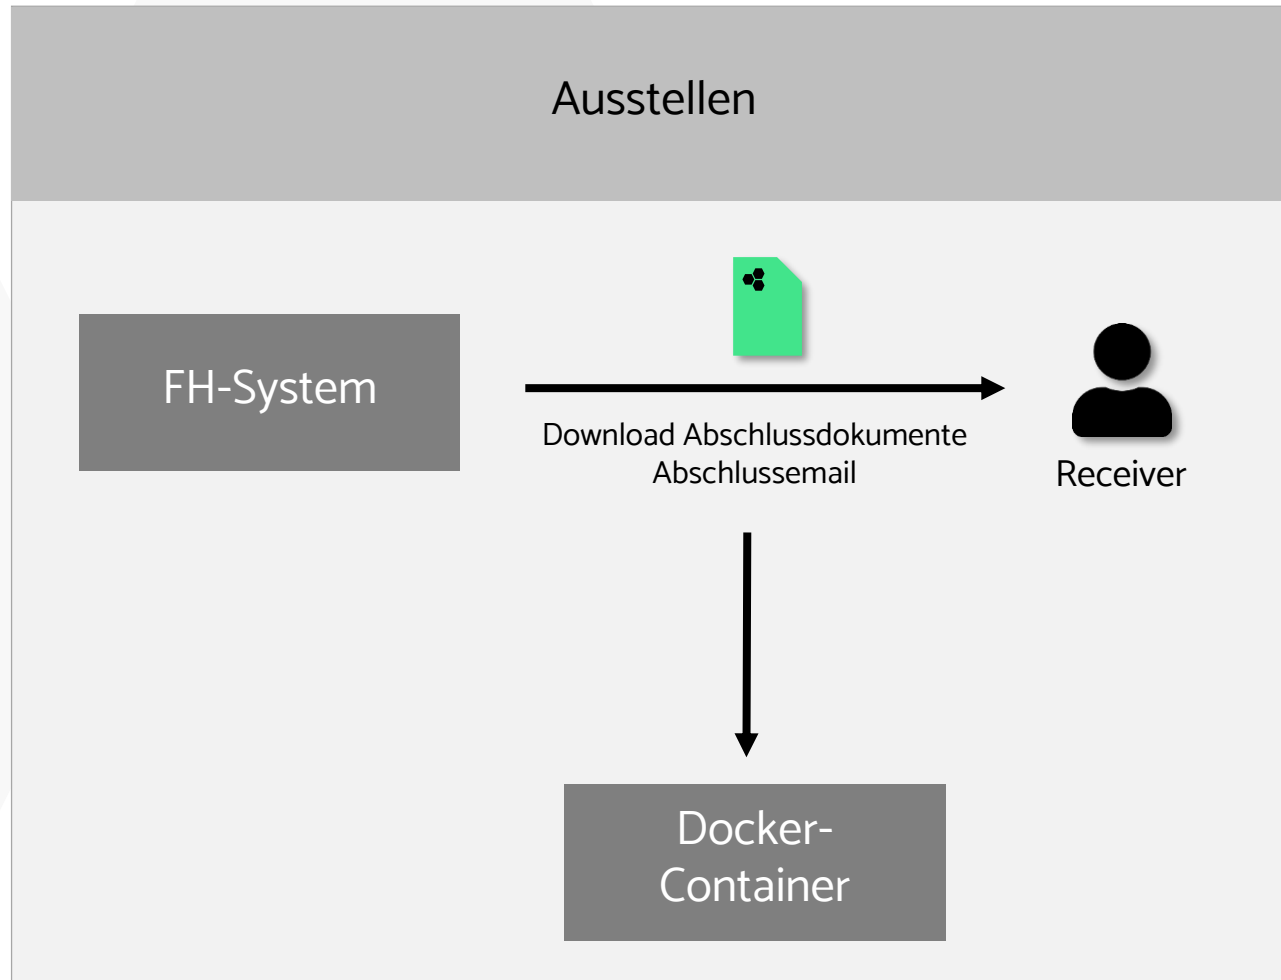 Ausstellen
FH-System
Download Abschlussdokumente
Abschlussemail
Receiver
Docker-
Container